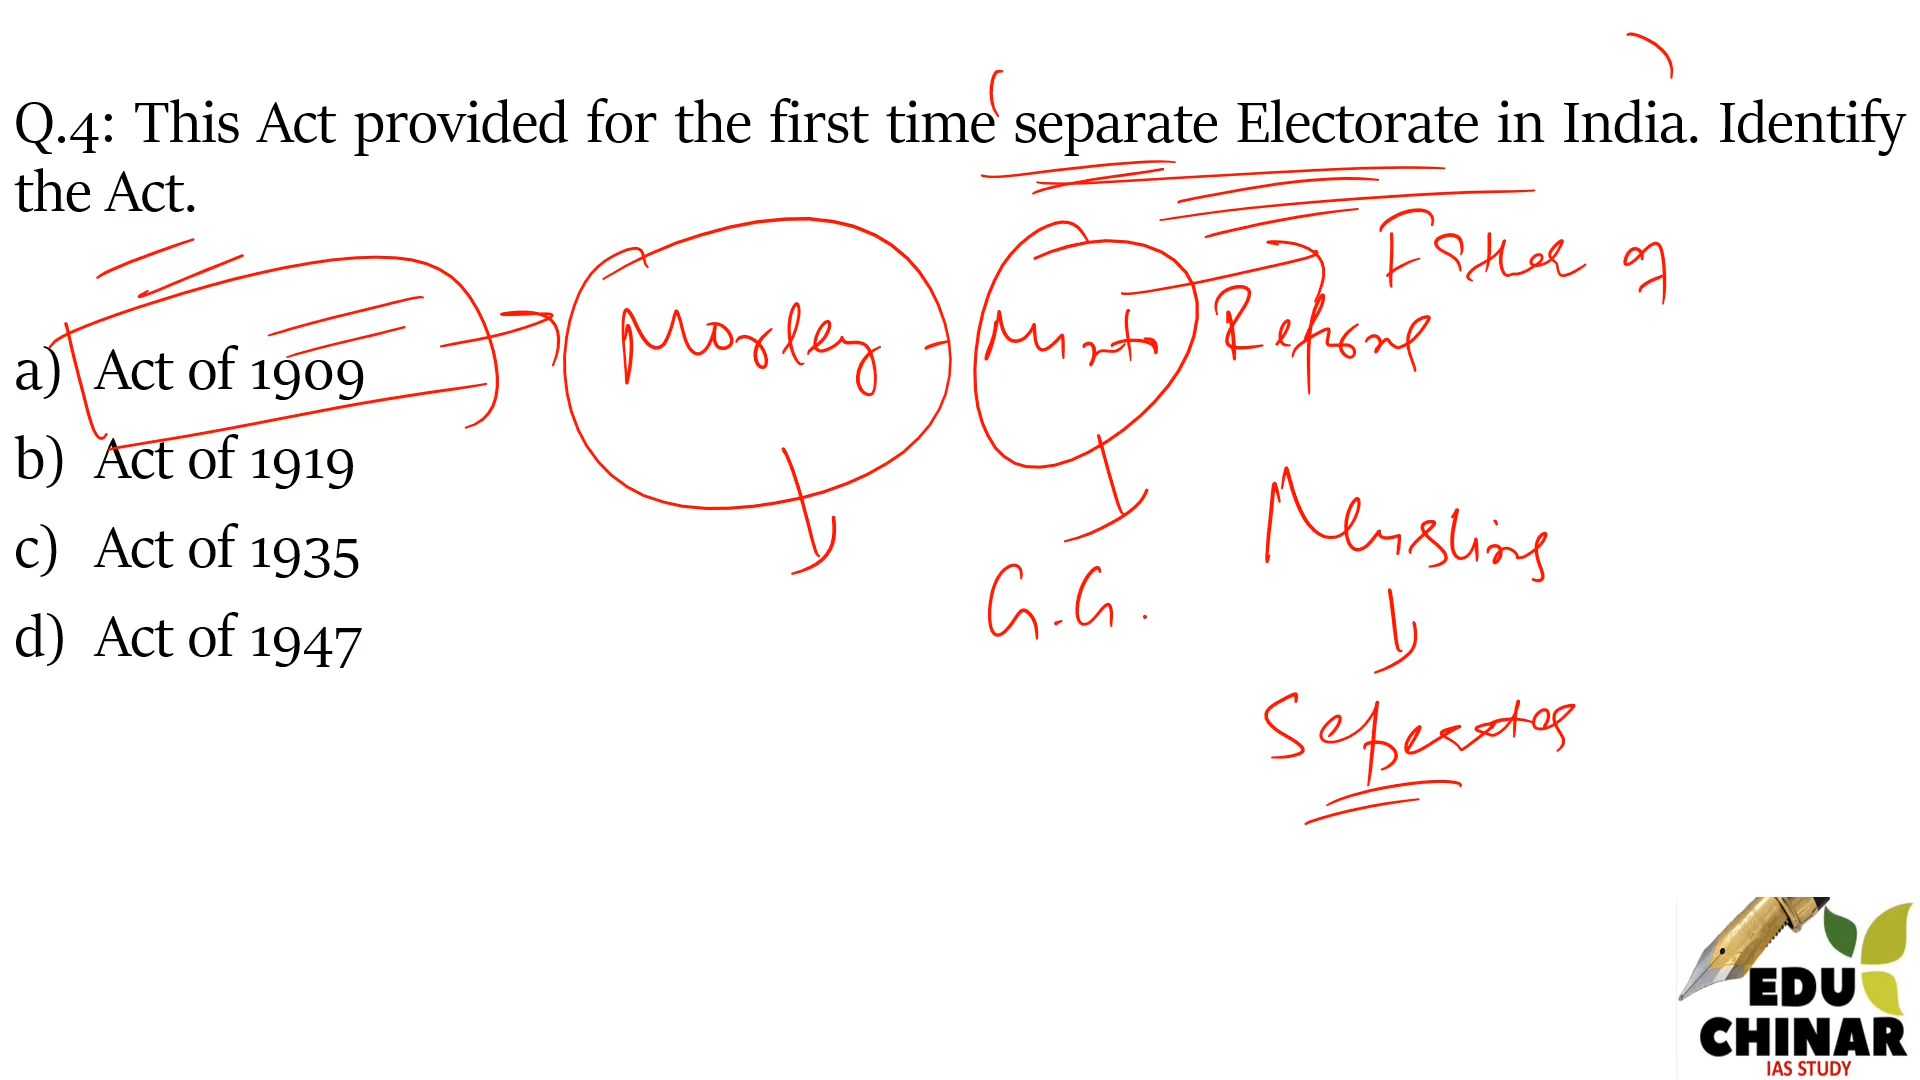 Q.4: This Act provided for the first time separate Electorate in India. Identify
the Act.
Father of
a) Act of 1909
Morley - Minto Reforms
b) Act of 1919
Muslims
c) Act of 1935
G.G.
d) Act of 1947
Separate
EDU
CHINAR
IAS STUDY